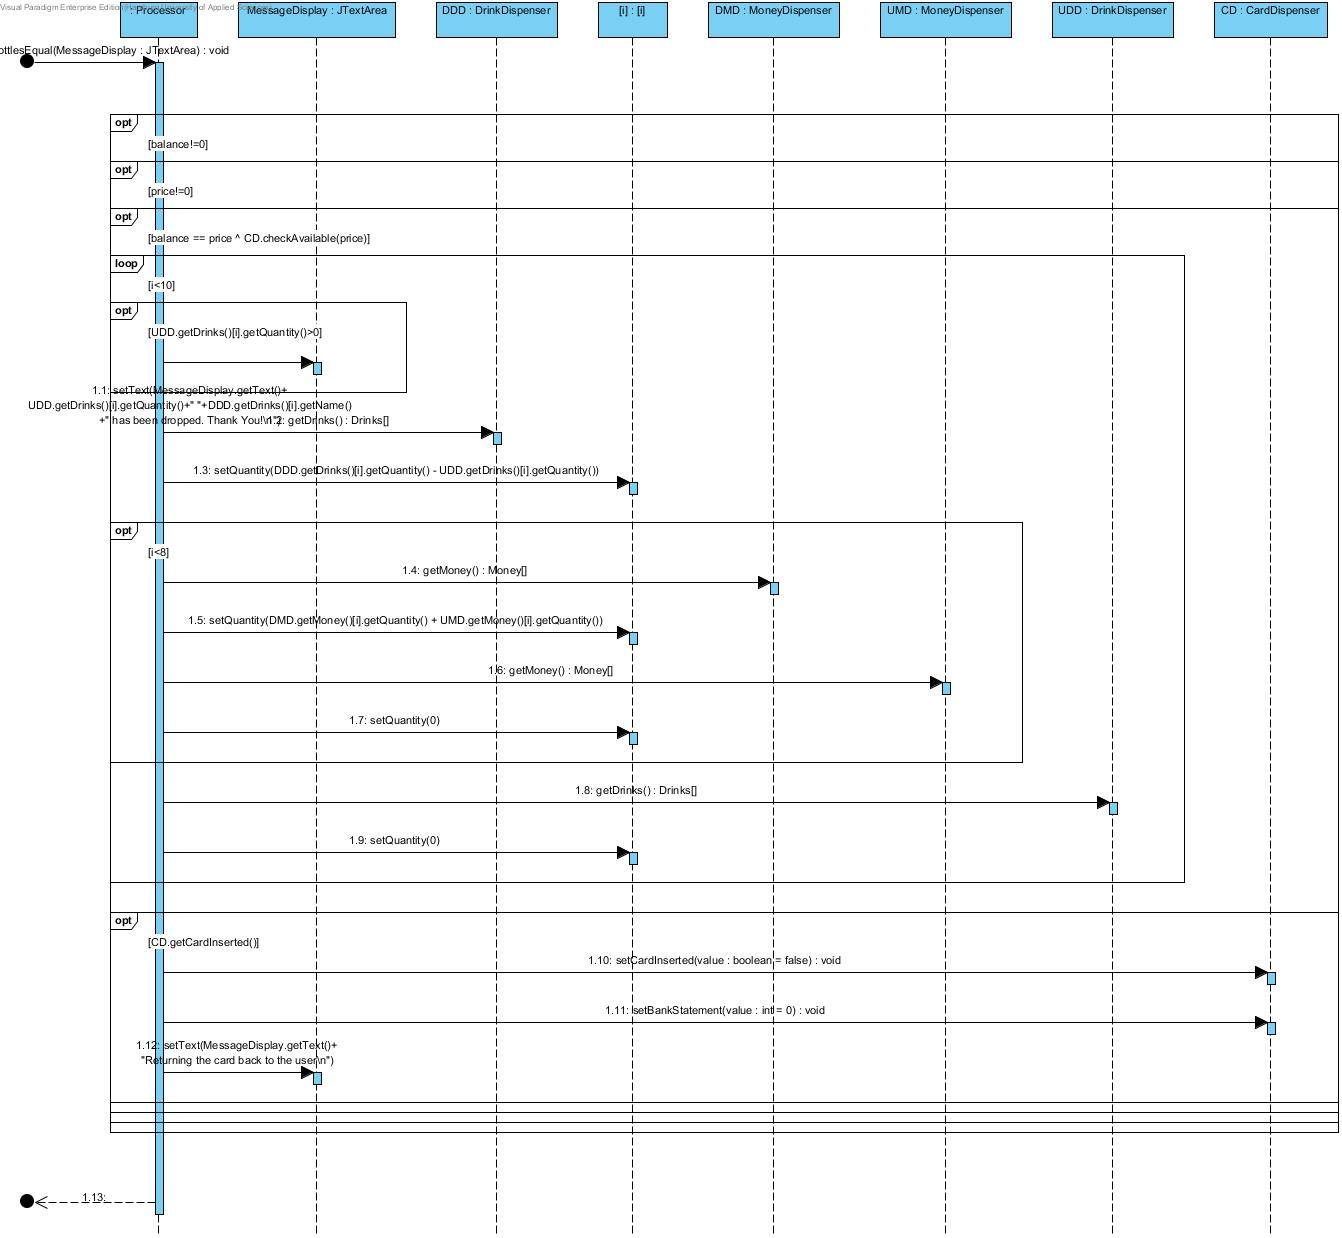 Visual Paradigm Enterprise Edition
: Processor
MessageDisplay : JTextArea
DDD : DrinkDispenser
[i] : [i]
DMD : MoneyDispenser
UMD : MoneyDispenser
UDD : DrinkDispenser
CD : CardDispenser
ottlesEqual(MessageDisplay : JTextArea) : void
opt
[balance!=0]
opt
[price!=0]
opt
[balance == price ^ CD.checkAvailable(price)]
loop
[i<10]
opt
[UDD.getDrinks()[i].getQuantity()>0]
1.1: setText(MessageDisplay.getText()+
UDD.getDrinks()[i].getQuantity()+" "+DDD.getDrinks()[i].getName()
+" has been dropped. Thank You!\n")
1.2: getDrinks() : Drinks[]
1.3: setQuantity(DDD.getDrinks()[i].getQuantity() - UDD.getDrinks()[i].getQuantity())
opt
[i<8]
1.4: getMoney() : Money[]
1.5: setQuantity(DMD.getMoney()[i].getQuantity() + UMD.getMoney()[i].getQuantity())
1.6: getMoney() : Money[]
1.7: setQuantity(0)
1.8: getDrinks() : Drinks[]
1.9: setQuantity(0)
opt
[CD.getCardInserted()]
1.10: setCardInserted(value : boolean = false) : void
1.11: setBankStatement(value : int = 0) : void
1.12: setText(MessageDisplay.getText()+
"Returning the card back to the user\n")
1.13: